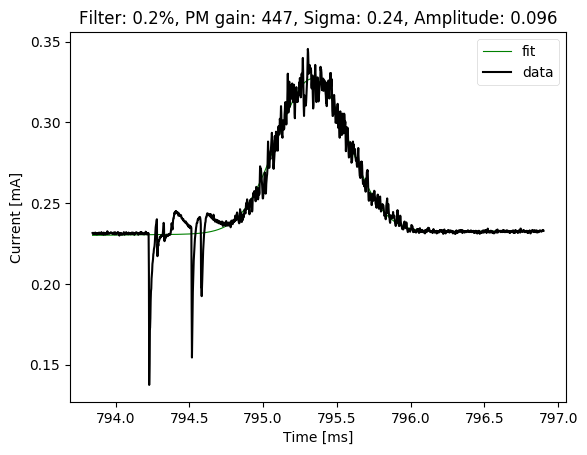 Filter: 0.2%, PM gain: 447, Sigma: 0.24, Amplitude: 0.096
fit
data
0.35
0.30
0.25
0.20
0.15
Current [mA]
794.0 794.5 795.0 795.5 796.0 796.5 797.0
Time [ms]